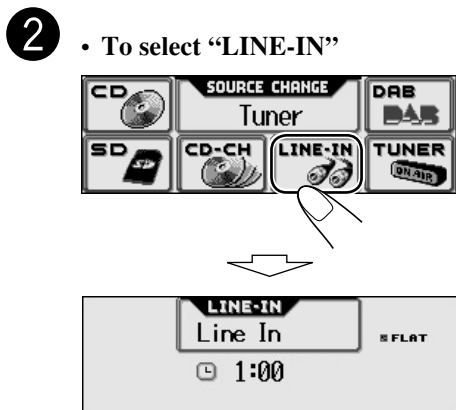 2
• To select “LINE-IN”
CD
SOURCE CHANGE
Tuner
DAB
DAB
SD
SD
CD-CH
LINE-IN
TUNER
ON AIR
LINE-IN
Line In
FLAT
1:00